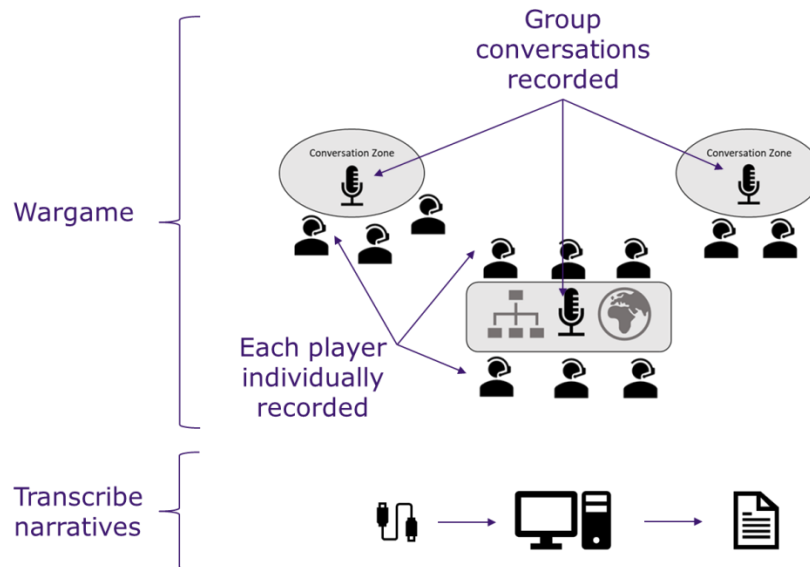 Group
conversations
recorded
Conversation Zone
Conversation Zone
Wargame
Each player
individually
recorded
Transcribe
narratives